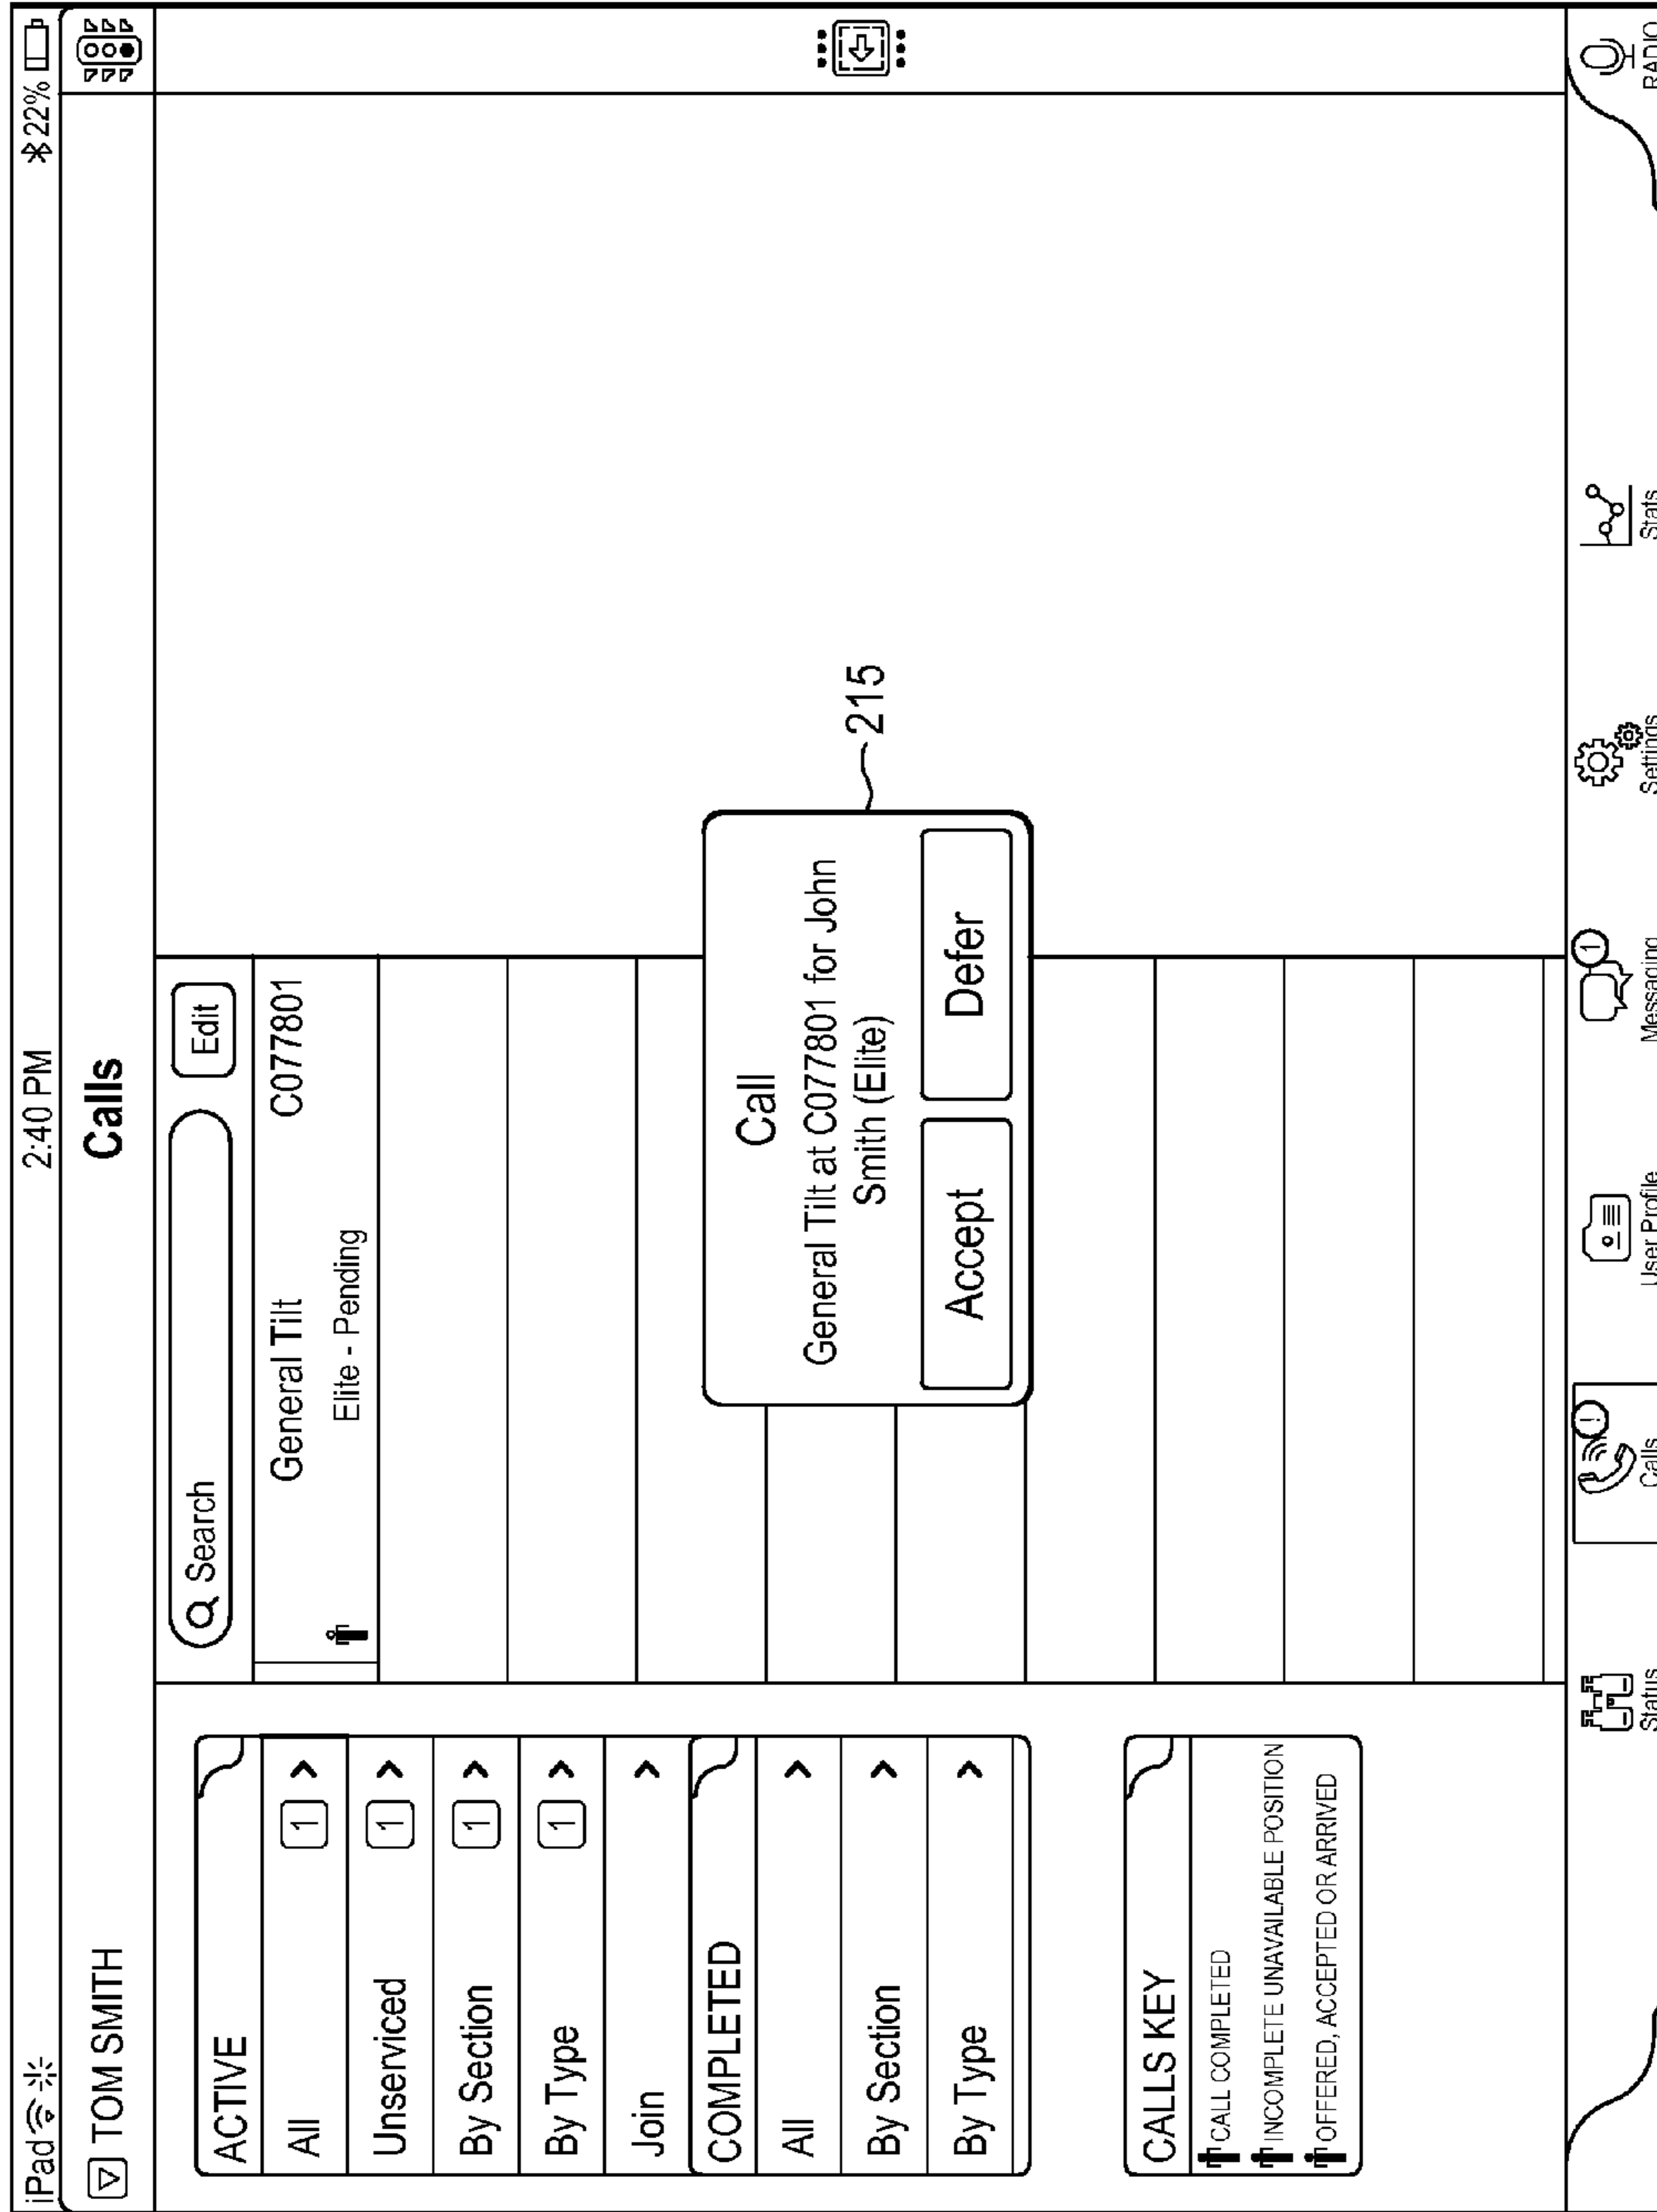 iPad 2:40 PM 22%
TOM SMITH Calls
ACTIVE
All 1
Unserviced 1
By Section 1
By Type 1
Join
COMPLETED
All
By Section
By Type
CALLS KEY
CALL COMPLETED
INCOMPLETE UNAVAILABLE POSITION
OFFERED, ACCEPTED OR ARRIVED
Search Edit
General Tilt C077801
Elite - Pending
Call
General Tilt at C077801 for John
Smith (Elite)
Accept Defer
215
! 1
Status Calls User Profile Messaging Settings Stats RADIO